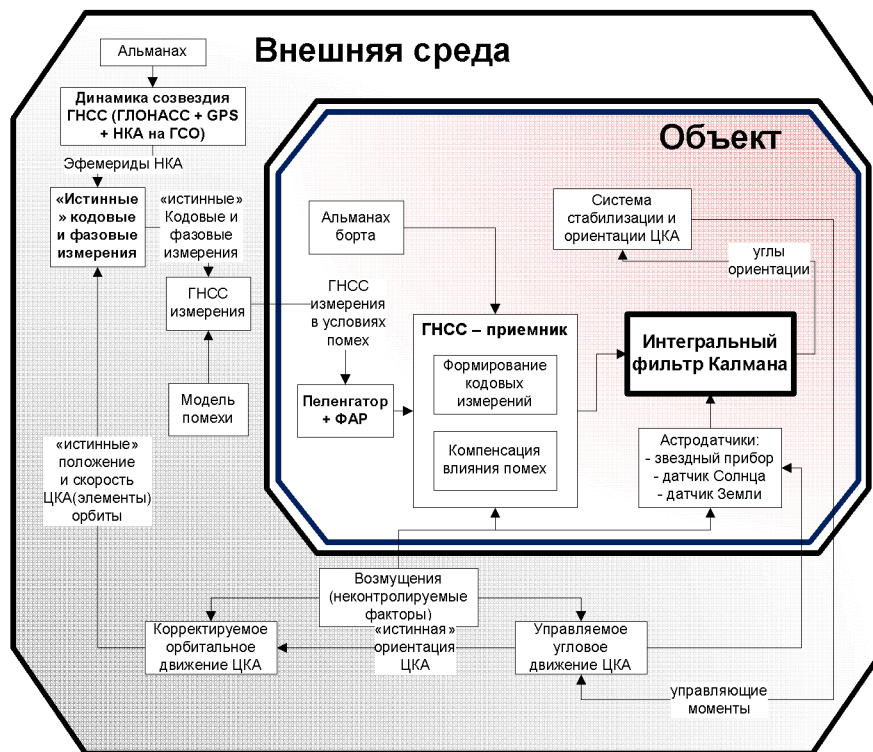 Альманах
Внешняя среда
Динамика созвездия
ГНСС (ГЛОНАСС + GPS
+ НКА на ГСО)
Эфемериды НКА
«Истинные
» кодовые
и фазовые
измерения
«истинные»
Кодовые и
фазовые
измерения
ГНСС
измерения
Модель
помехи
«истинные»
положение
и скорость
ЦКА(элементы)
орбиты
Объект
Альманах
борта
Система
стабилизации и
ориентации ЦКА
углы
ориентации
ГНСС
измерения
в условиях
помех
ГНСС – приемник
Формирование
кодовых
измерений
Компенсация
влияния помех
Пеленгатор
+ ФАР
Интегральный
фильтр Калмана
Астродатчики:
- звездный прибор
- датчик Солнца
- датчик Земли
Возмущения
(неконтролируемые
факторы)
Корректируемое
орбитальное
движение ЦКА
«истинная»
ориентация
ЦКА
Управляемое
угловое
движение ЦКА
управляющие
моменты